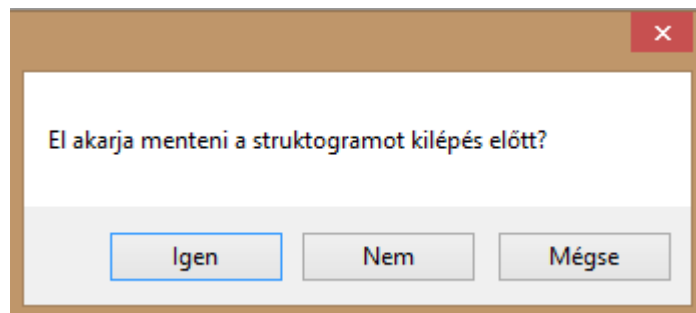 El akarja menteni a struktogramot kilépés előtt?
Igen Nem Mégse